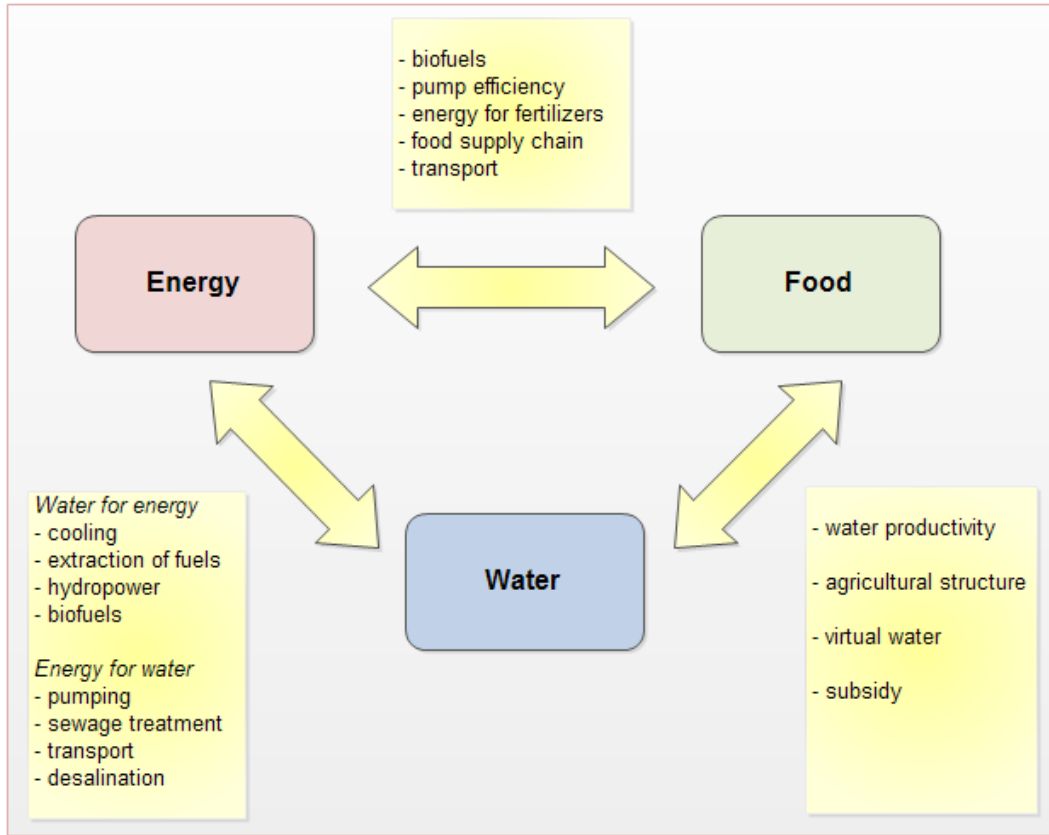 - biofuels
- pump efficiency
- energy for fertilizers
- food supply chain
- transport
Energy
Food
Water for energy
- cooling
- extraction of fuels
- hydropower
- biofuels
Energy for water
- pumping
- sewage treatment
- transport
- desalination
Water
- water productivity
- agricultural structure
- virtual water
- subsidy